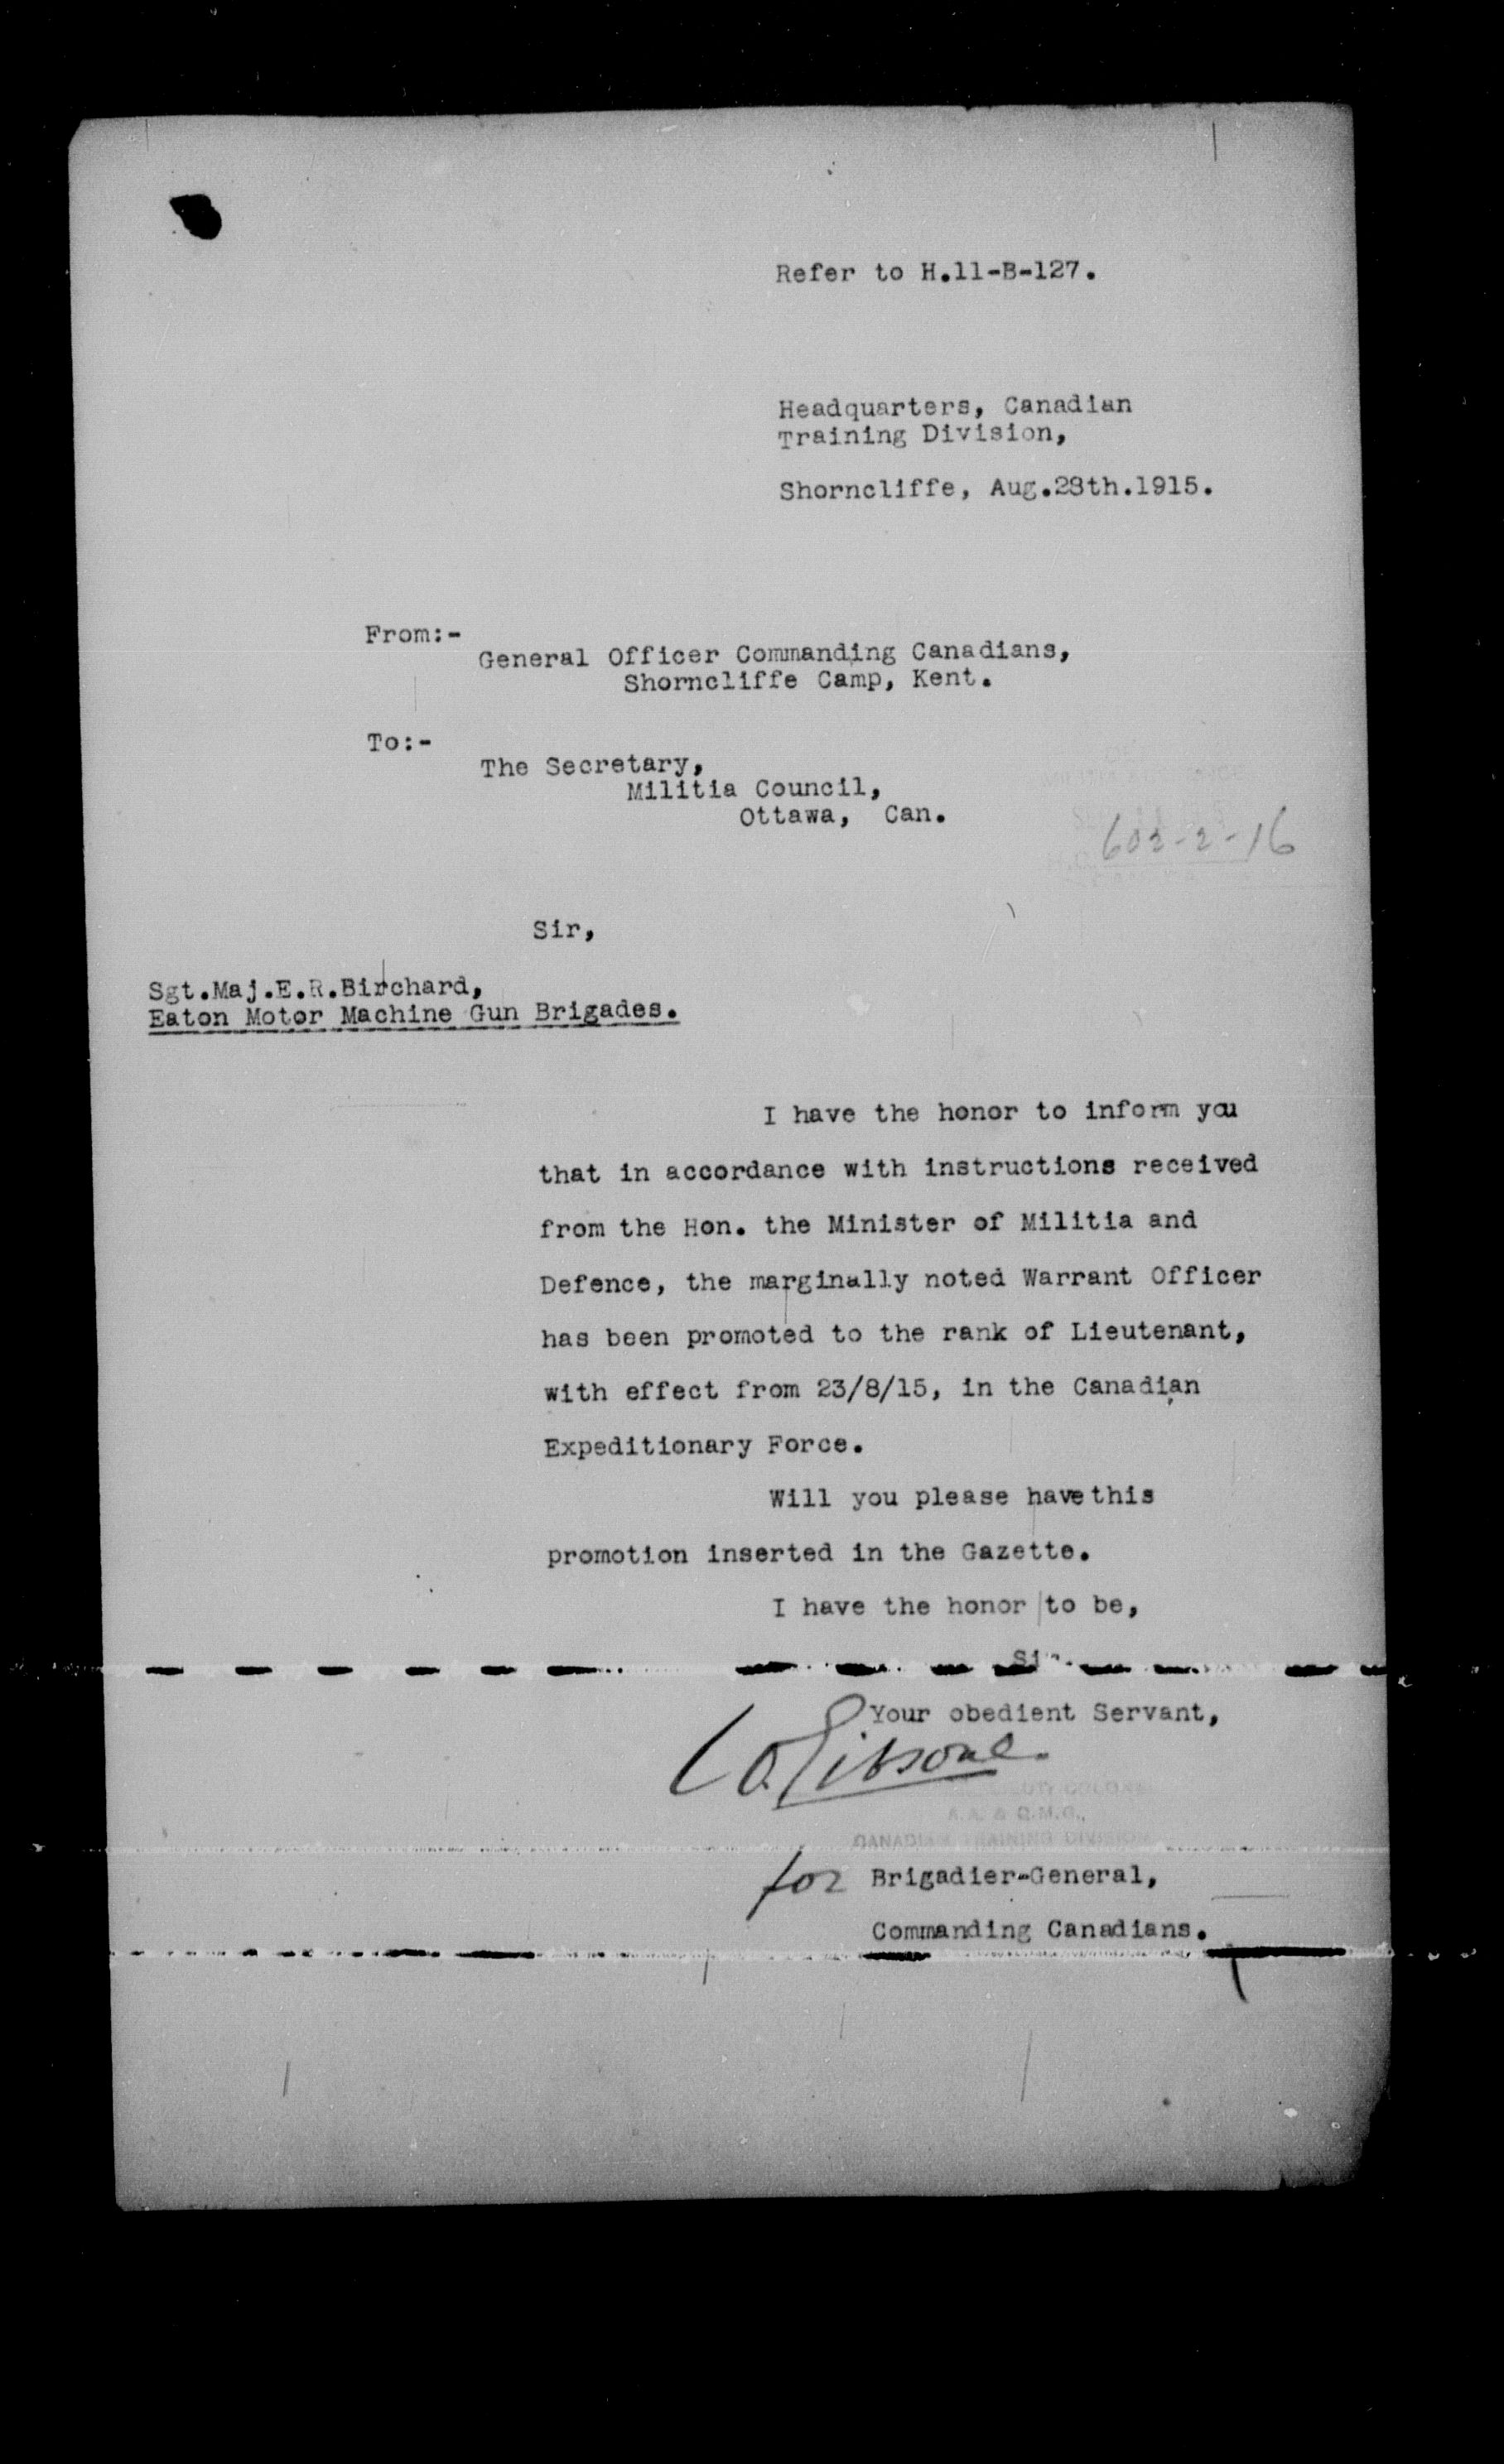 Refer to H.11-B-127.
Headquarters, Canadian
Training Division,
Shorncliffe, Aug.28th.1915.
From:-
General Officer Commanding Canadians,
Shorncliffe Camp, Kent.
To:-
The Secretary,
Militia Council,
Ottawa, Can.
602-2-16
Sir,
Sgt.Maj.E.R.Birchard,
Eaton Motor Machine Gun Brigades.
I have the honor to inform you
that in accordance with instructions received
from the Hon. the Minister of Militia and
Defence, the marginally noted Warrant Officer
has been promoted to the rank of Lieutenant,
with effect from 23/8/15, in the Canadian
Expeditionary Force.
Will you please have this
promotion inserted in the Gazette.
I have the honor to be,
Sir.
Your obedient Servant,
A.A. & Q.M.G.,
CANADIAN TRAINING DIVISION
for Brigadier-General,
Commanding Canadians.